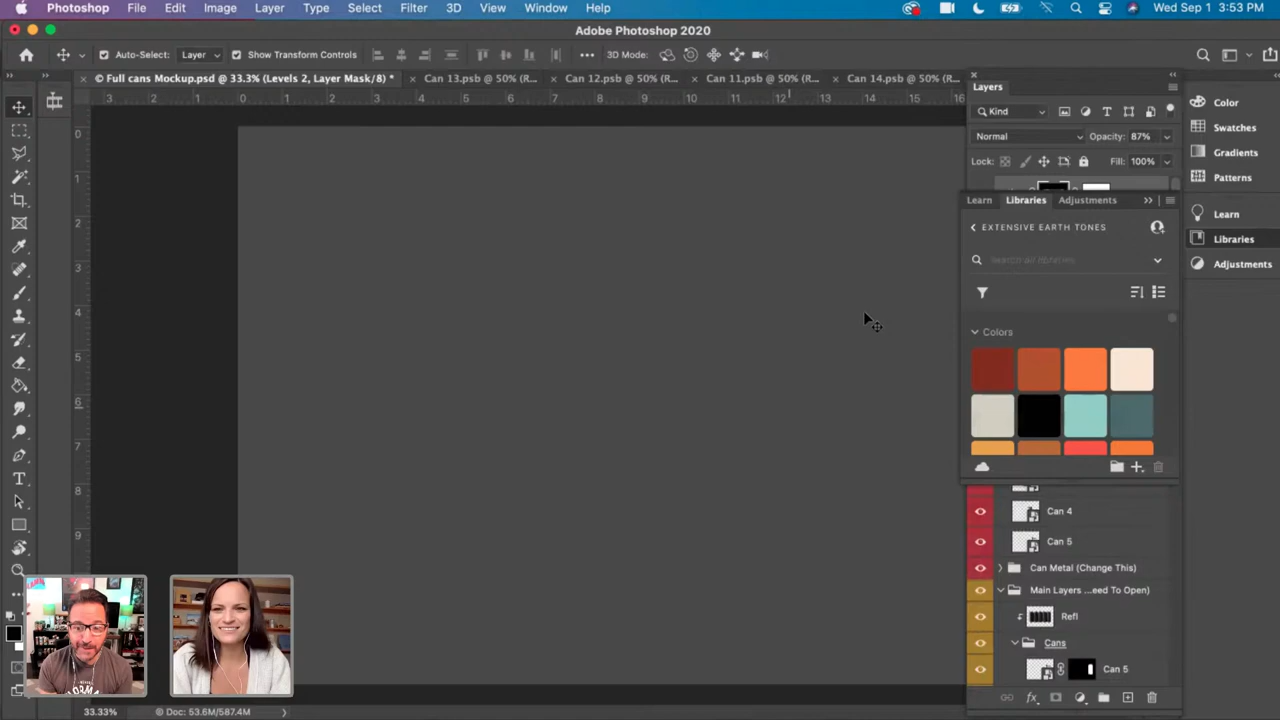 Photoshop File Edit Image Layer Type Select Filter 3D View Window Help Wed Sep 1 3:53 PM
Adobe Photoshop 2020
Auto-Select: Layer Show Transform Controls 3D Mode:
© Full cans Mockup.psd @ 33.3% (Levels 2, Layer Mask/8) * Can 13.psb @ 50% (R... Can 12.psb @ 50% (R... Can 11.psb @ 50% (R... Can 14.psb @ 50% (R...
3 2 1 0 1 2 3 4 5 6 7 8 9 10 11 12 13 14 15 16
0
1
2
3
4
5
6
7
8
9
Layers
Kind
Normal Opacity: 87%
Lock: Fill: 100%
Learn Libraries Adjustments
EXTENSIVE EARTH TONES
Search all libraries
Colors
Can 4
Can 5
Can Metal (Change This)
Main Layers ...eed To Open)
Refl
Cans
Can 5
Color
Swatches
Gradients
Patterns
Learn
Libraries
Adjustments
33.33% Doc: 53.6M/587.4M